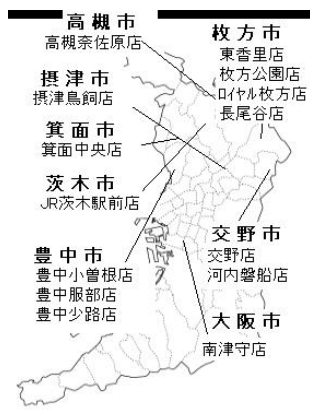 高槻市
高槻奈佐原店
摂津市
摂津鳥飼店
箕面市
箕面中央店
茨木市
JR茨木駅前店
豊中市
豊中小曽根店
豊中服部店
豊中少路店
枚方市
東香里店
枚方公園店
ロイヤル枚方店
長尾谷店
交野市
交野店
河内磐船店
大阪市
南津守店